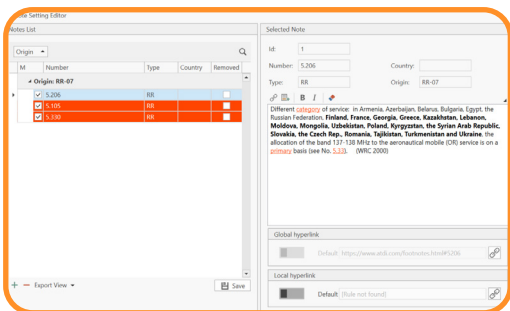 Setting Editor
Notes List
Selected Note
Origin
M Number Type Country Removed
Origin: RR-07
5.206 RR
5.105 RR
5.330 RR
Export View
Save
Id: 1
Number: 5.206 Country:
Type: RR Origin: RR-07
B I
Different category of service: in Armenia, Azerbaijan, Belarus, Bulgaria, Egypt, the
Russian Federation, Finland, France, Georgia, Greece, Kazakhstan, Lebanon,
Moldova, Mongolia, Uzbekistan, Poland, Kyrgyzstan, the Syrian Arab Republic,
Slovakia, the Czech Rep., Romania, Tajikistan, Turkmenistan and Ukraine, the
allocation of the band 137-138 MHz to the aeronautical mobile (OR) service is on a
primary basis (see No. 5.33). (WRC 2000)
Global hyperlink
Default: https://www.atdi.com/footnotes.html#5206
Local hyperlink
Default: (Rule not found)